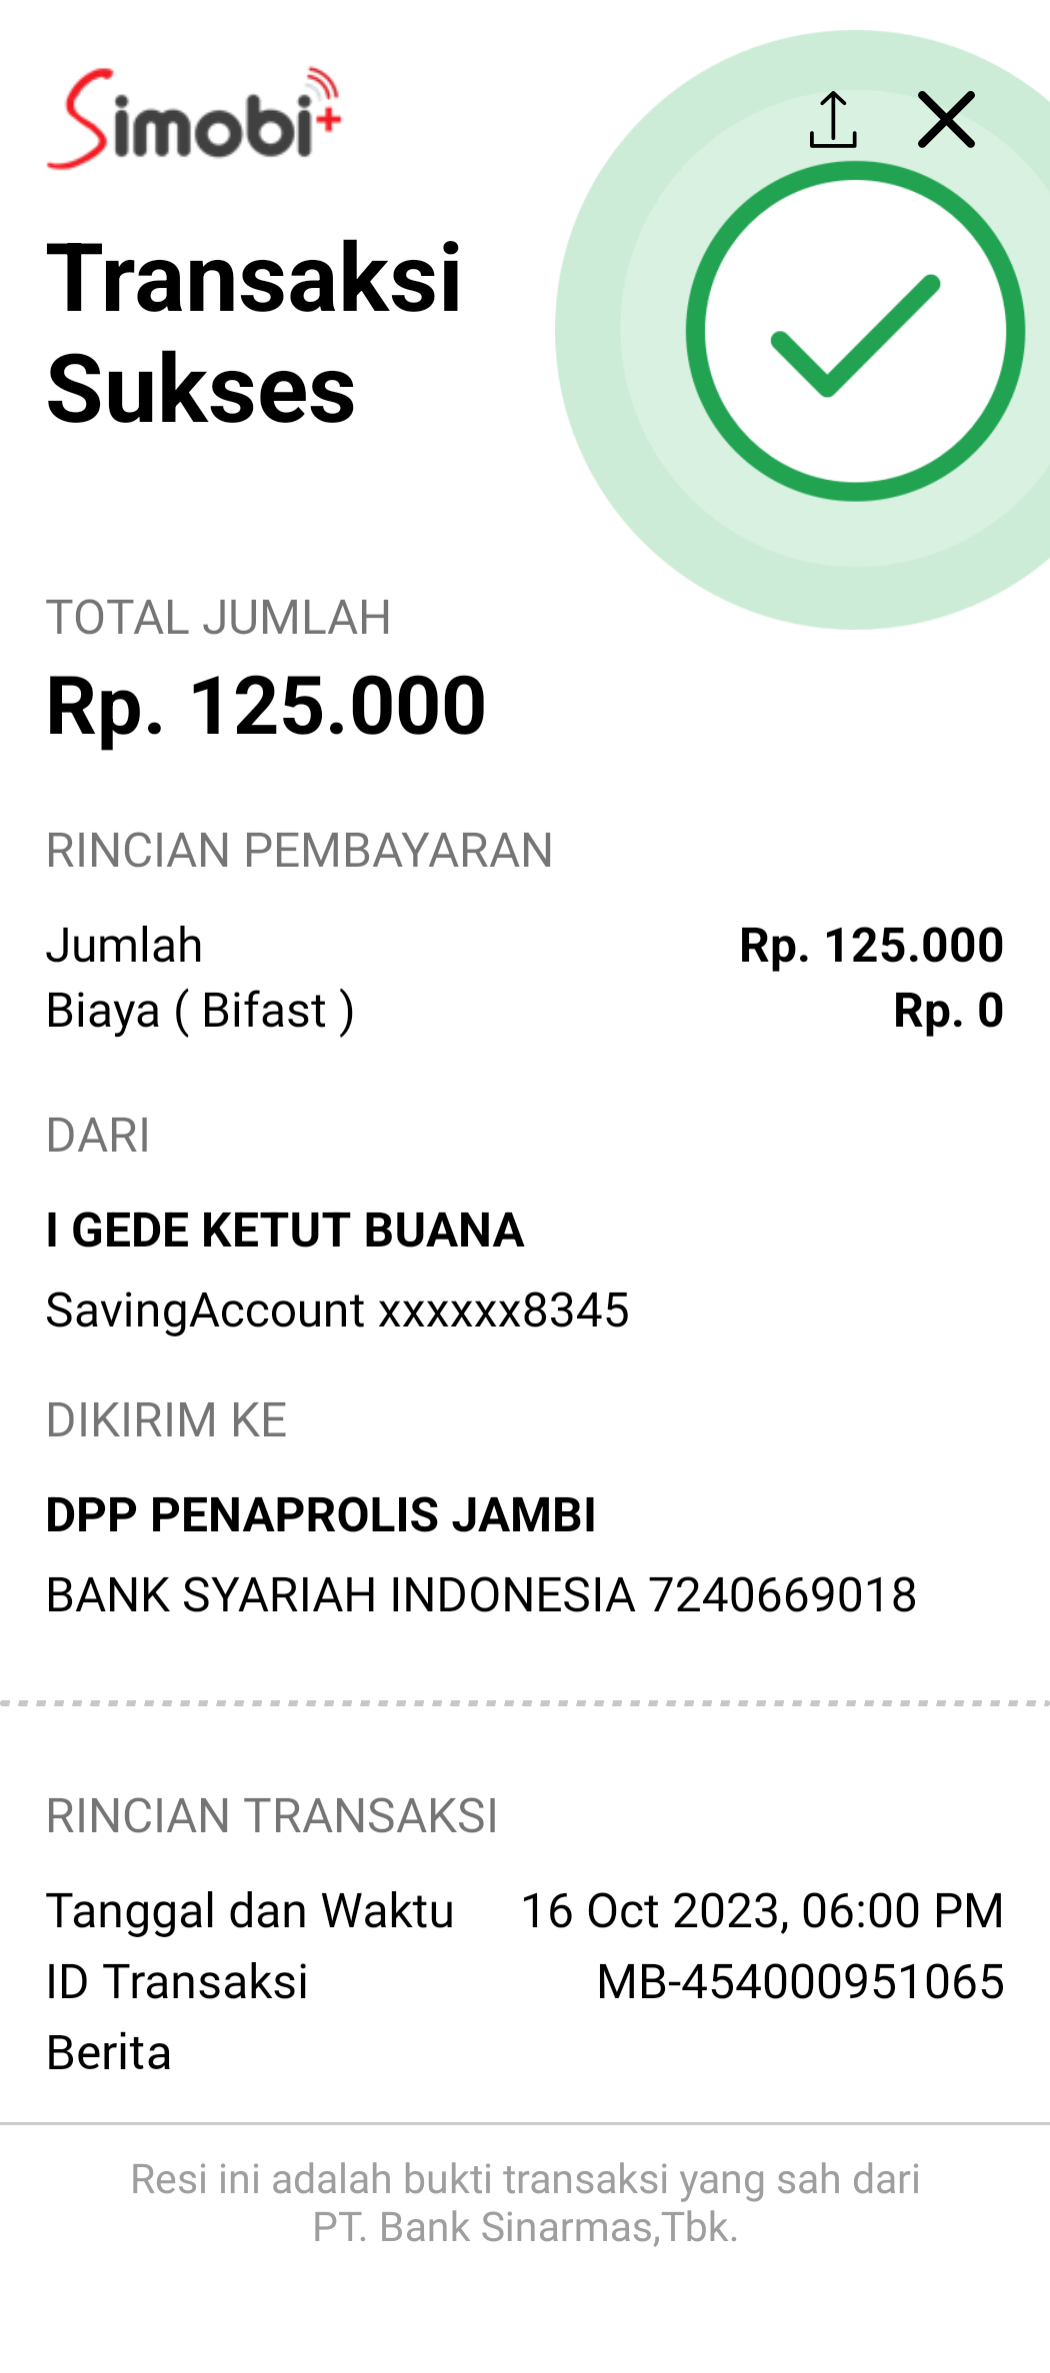 Simobi+
Transaksi
Sukses
TOTAL JUMLAH
Rp. 125.000
RINCIAN PEMBAYARAN
Jumlah Rp. 125.000
Biaya ( Bifast ) Rp. 0
DARI
I GEDE KETUT BUANA
SavingAccount xxxxxx8345
DIKIRIM KE
DPP PENAPROLIS JAMBI
BANK SYARIAH INDONESIA 7240669018
RINCIAN TRANSAKSI
Tanggal dan Waktu 16 Oct 2023, 06:00 PM
ID Transaksi MB-454000951065
Berita
Resi ini adalah bukti transaksi yang sah dari
PT. Bank Sinarmas,Tbk.